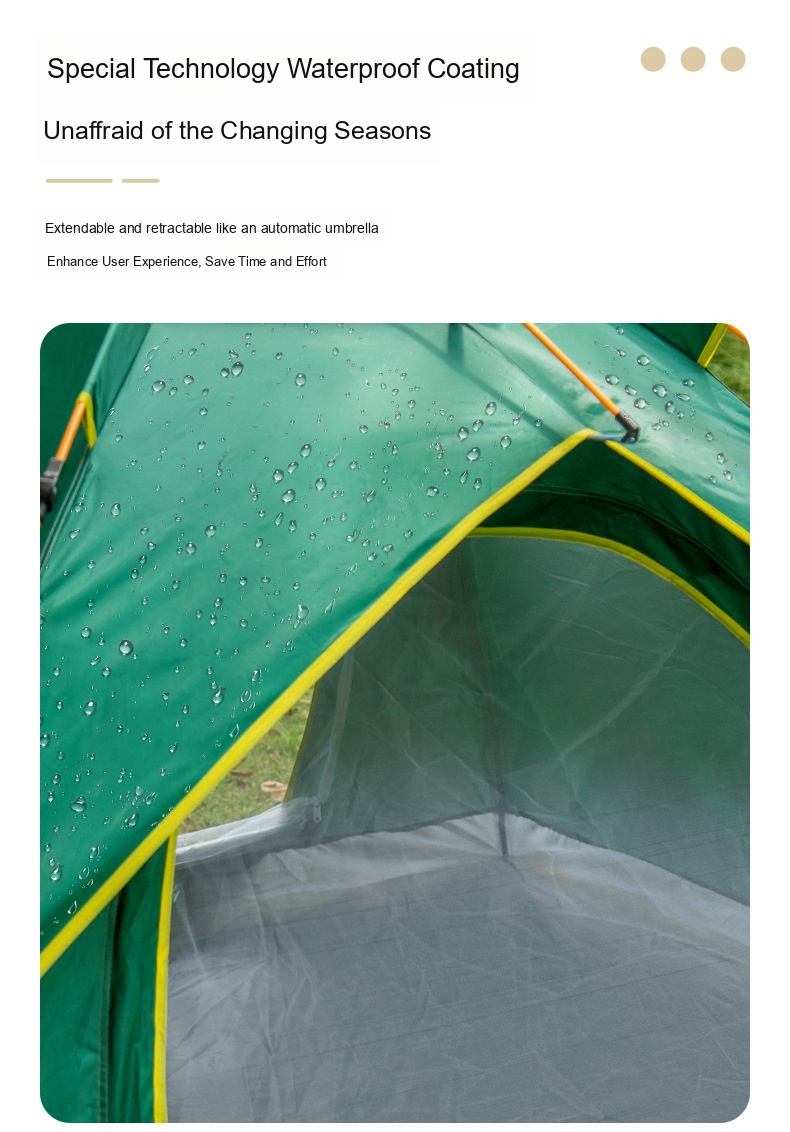 Special Technology Waterproof Coating
Unaffraid of the Changing Seasons
Extendable and retractable like an automatic umbrella
Enhance User Experience, Save Time and Effort